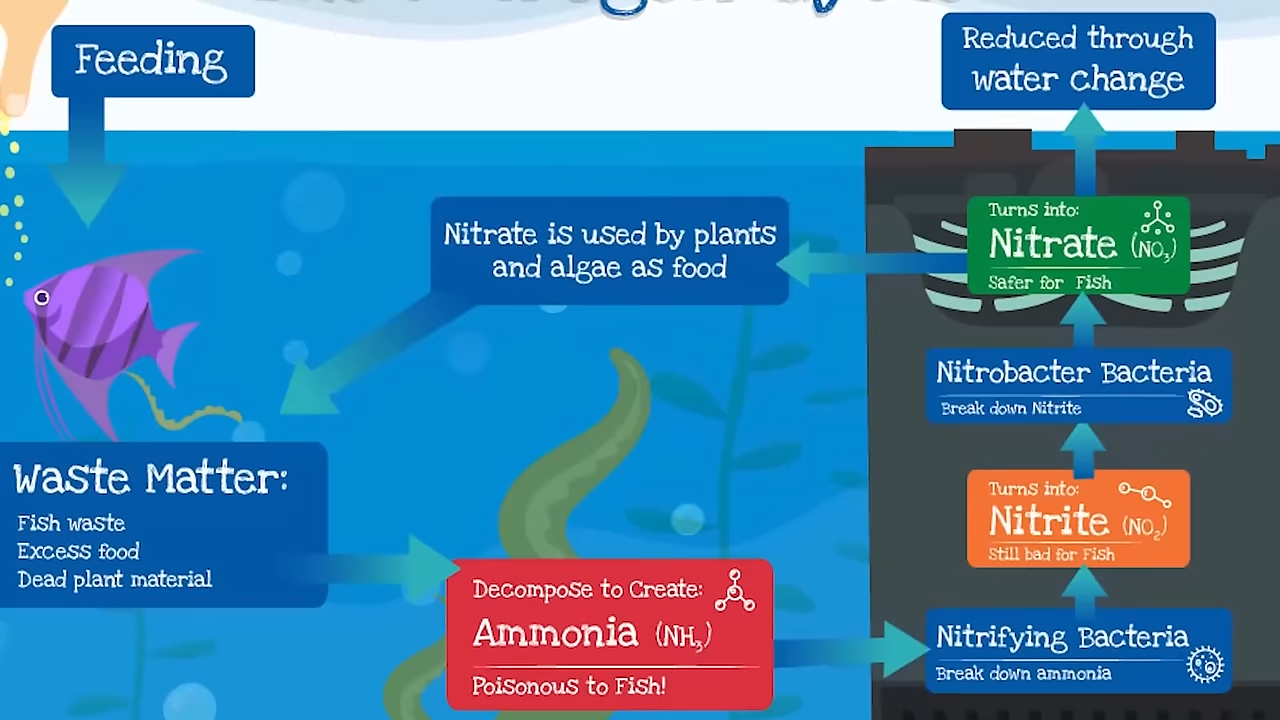 Feeding
Reduced through
water change
Nitrate is used by plants
and algae as food
Turns into:
Nitrate (NO₃)
Safer for Fish
Nitrobacter Bacteria
Break down Nitrite
Waste Matter:
Fish waste
Excess food
Dead plant material
Turns into:
Nitrite (NO₂)
Still bad for Fish
Decompose to Create:
Ammonia (NH₃)
Poisonous to Fish!
Nitrifying Bacteria
Break down ammonia